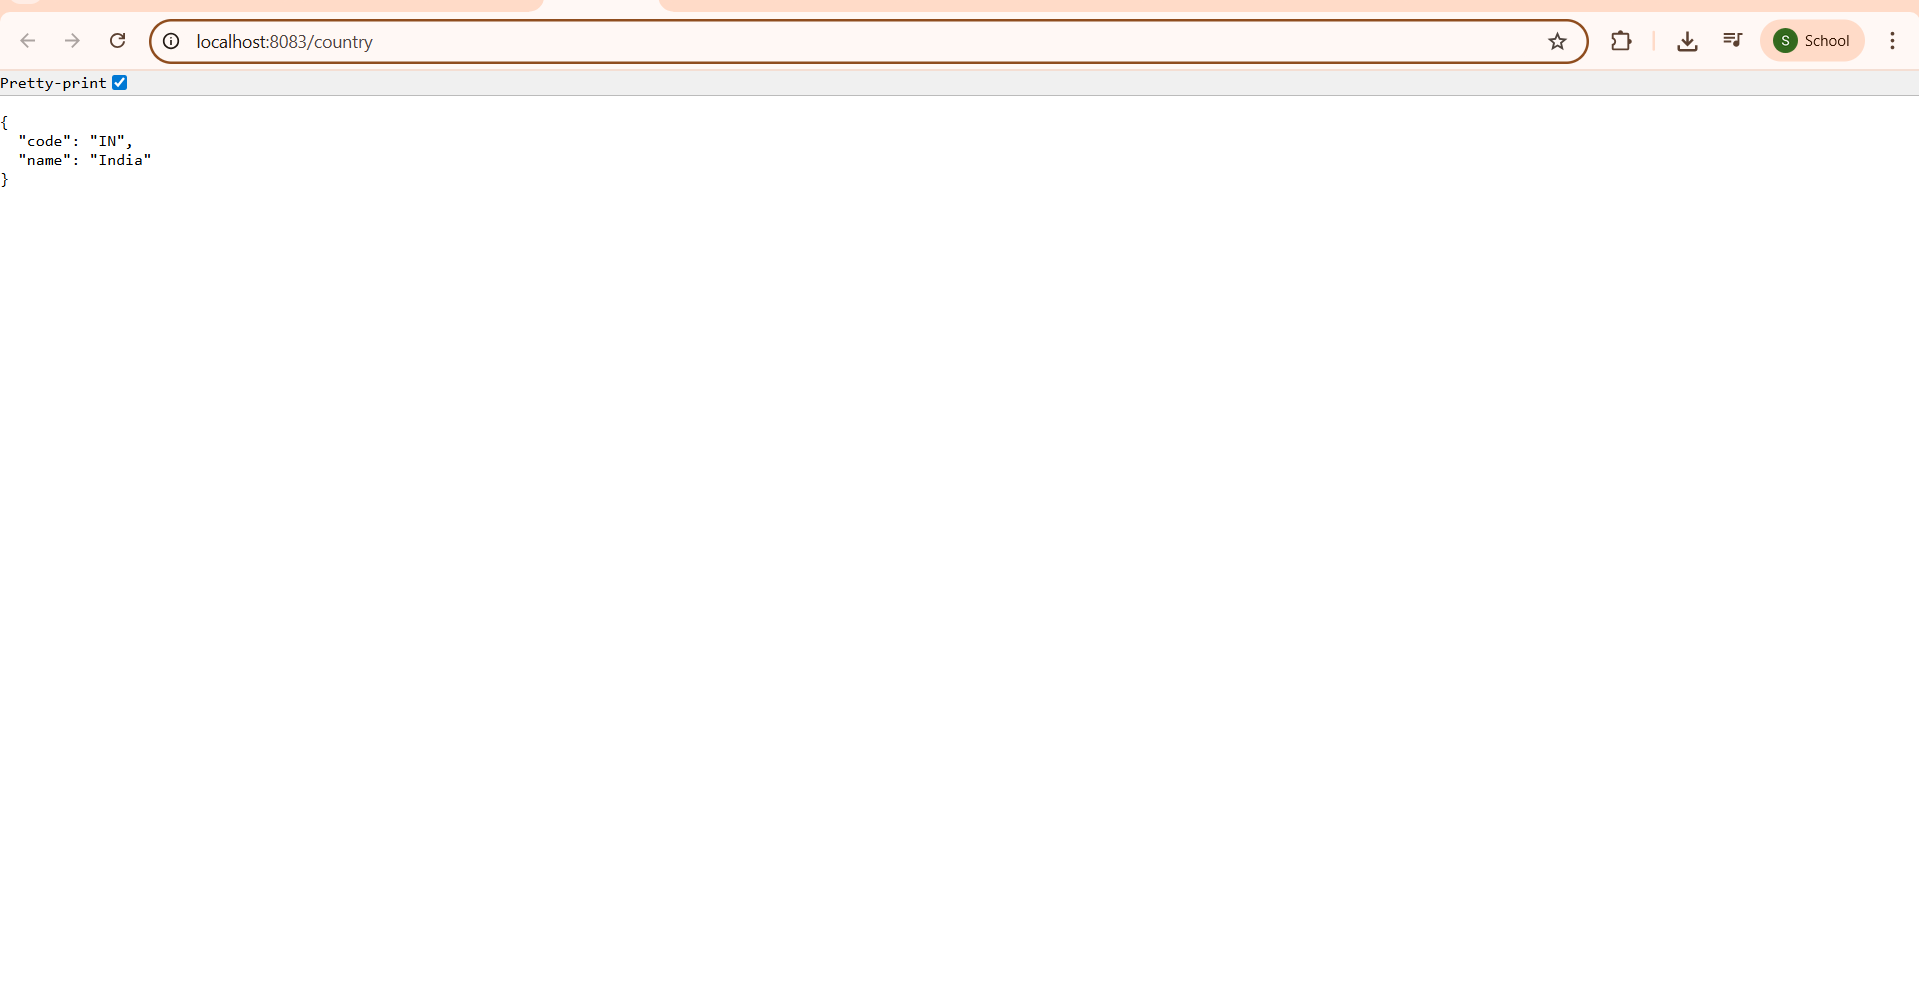 localhost:8083/country
S School
Pretty-print
{
  "code": "IN",
  "name": "India"
}